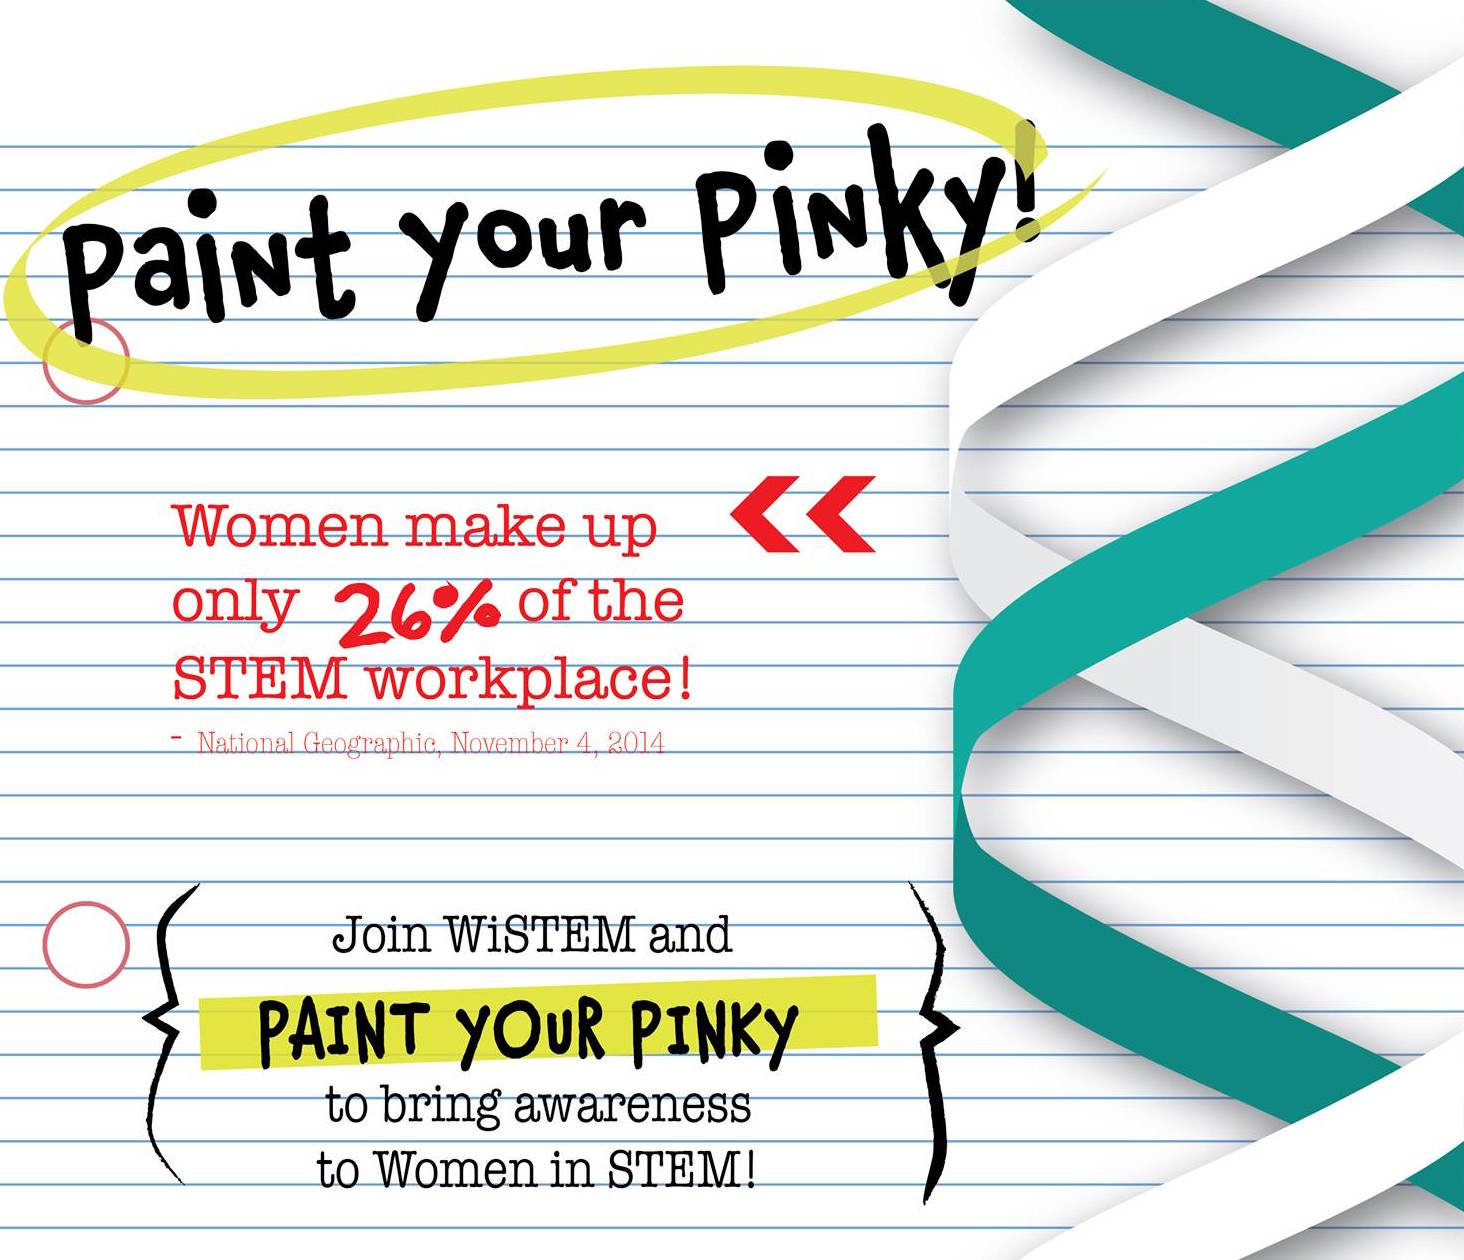 Paint your Pinky!
Women make up
only 26% of the
STEM workplace!
- National Geographic, November 4, 2014
Join WiSTEM and
PAINT YOUR PINKY
to bring awareness
to Women in STEM!